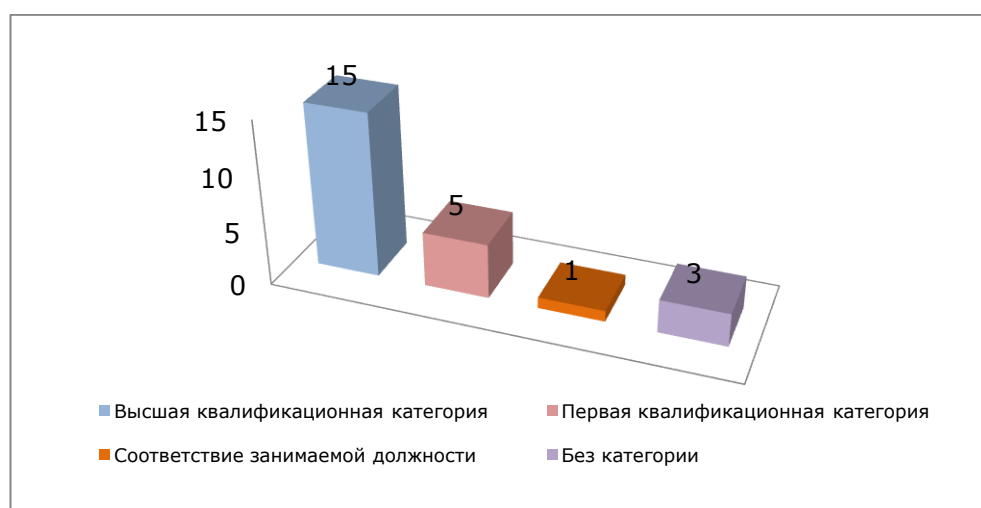 15
15
10
5
5
1
3
0
Высшая квалификационная категория
Первая квалификационная категория
Соответствие занимаемой должности
Без категории